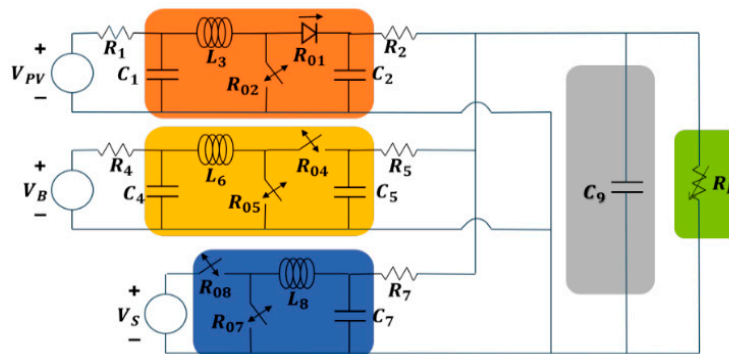 +
V_PV
−
R_1
C_1
L_3
R_02
R_01
C_2
R_2
+
V_B
−
R_4
C_4
L_6
R_05
R_04
C_5
R_5
+
V_S
−
R_08
R_07
L_8
C_7
R_7
C_9